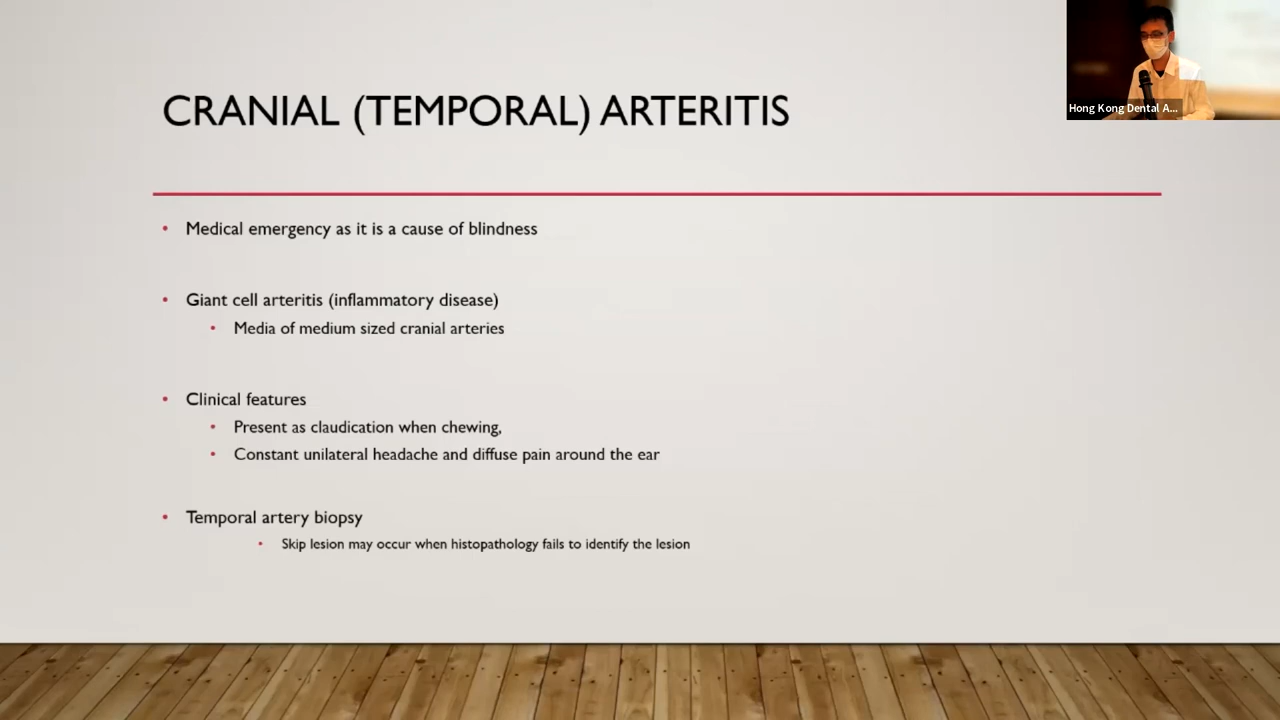 CRANIAL (TEMPORAL) ARTERITIS
Hong Kong Dental A...
Medical emergency as it is a cause of blindness
Giant cell arteritis (inflammatory disease)
Media of medium sized cranial arteries
Clinical features
Present as claudication when chewing,
Constant unilateral headache and diffuse pain around the ear
Temporal artery biopsy
Skip lesion may occur when histopathology fails to identify the lesion